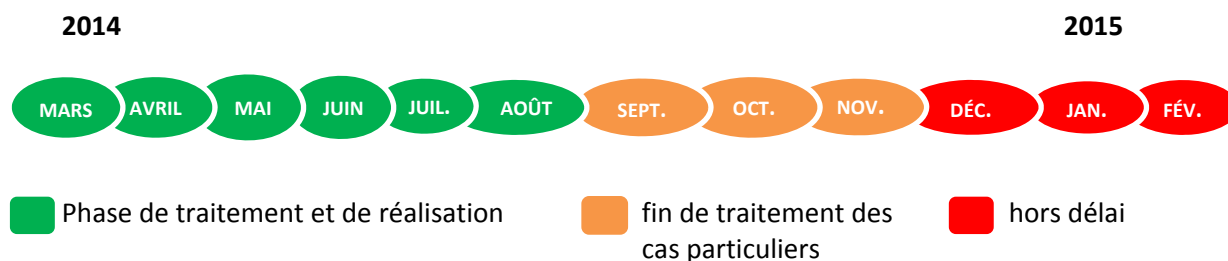 2014 2015
MARS AVRIL MAI JUIN JUIL. AOÛT SEPT. OCT. NOV. DÉC. JAN. FÉV.
Phase de traitement et de réalisation fin de traitement des hors délai
cas particuliers